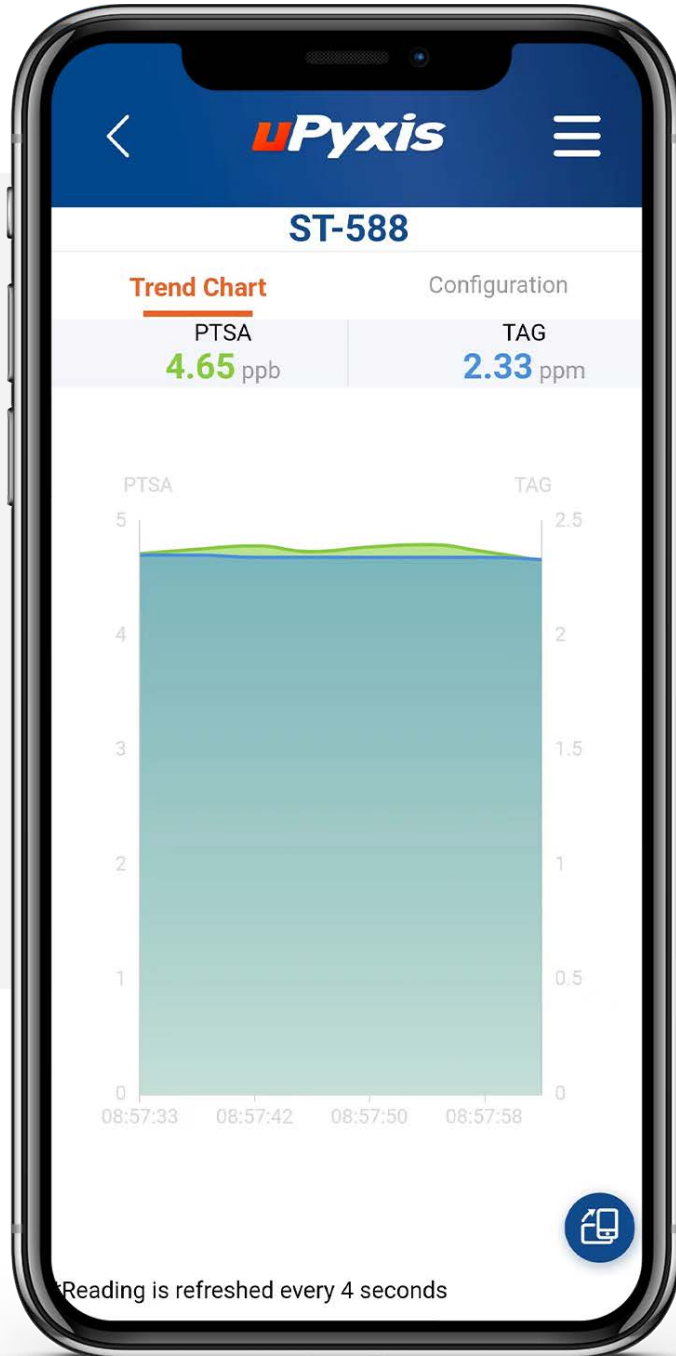 uPyxis
ST-588
Trend Chart Configuration
PTSA TAG
4.65 ppb 2.33 ppm
PTSA TAG
5 2.5
4 2
3 1.5
2 1
1 0.5
0 0
08:57:33 08:57:42 08:57:50 08:57:58
*Reading is refreshed every 4 seconds